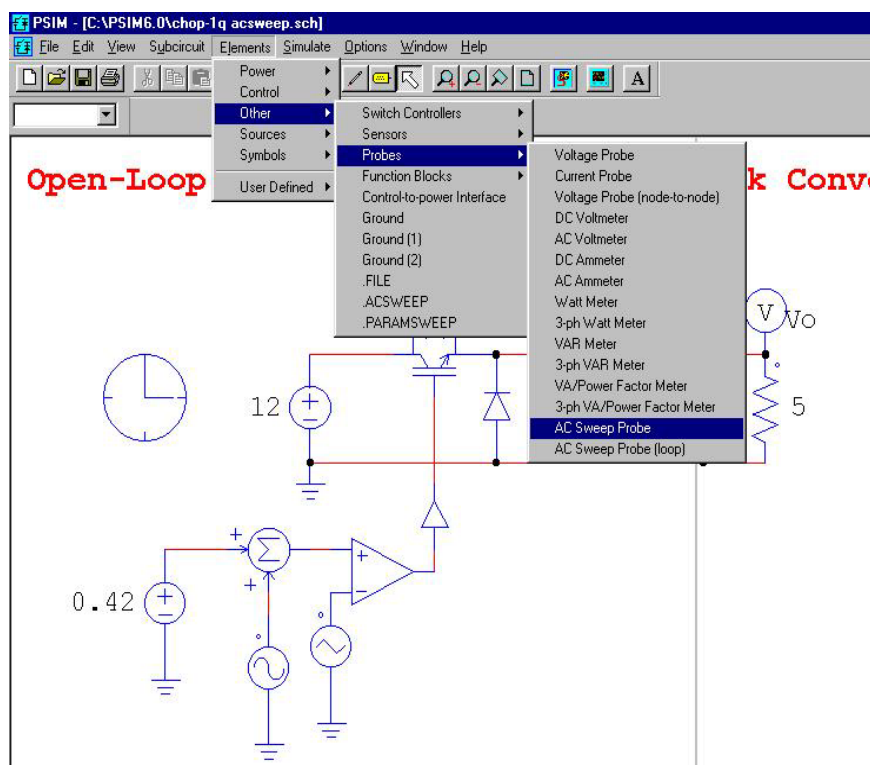 PSIM - [C:\PSIM6.0\chop-1q acsweep.sch]
File Edit View Subcircuit Elements Simulate Options Window Help
A
Power
Control
Other
Sources
Symbols
User Defined
Switch Controllers
Sensors
Probes
Function Blocks
Control-to-power Interface
Ground
Ground (1)
Ground (2)
.FILE
.ACSWEEP
.PARAMSWEEP
Voltage Probe
Current Probe
Voltage Probe (node-to-node)
DC Voltmeter
AC Voltmeter
DC Ammeter
AC Ammeter
Watt Meter
3-ph Watt Meter
VAR Meter
3-ph VAR Meter
VA/Power Factor Meter
3-ph VA/Power Factor Meter
AC Sweep Probe
AC Sweep Probe (loop)
Open-Loop k Conv
V Vo
12
5
+
Σ
+
+
−
0.42